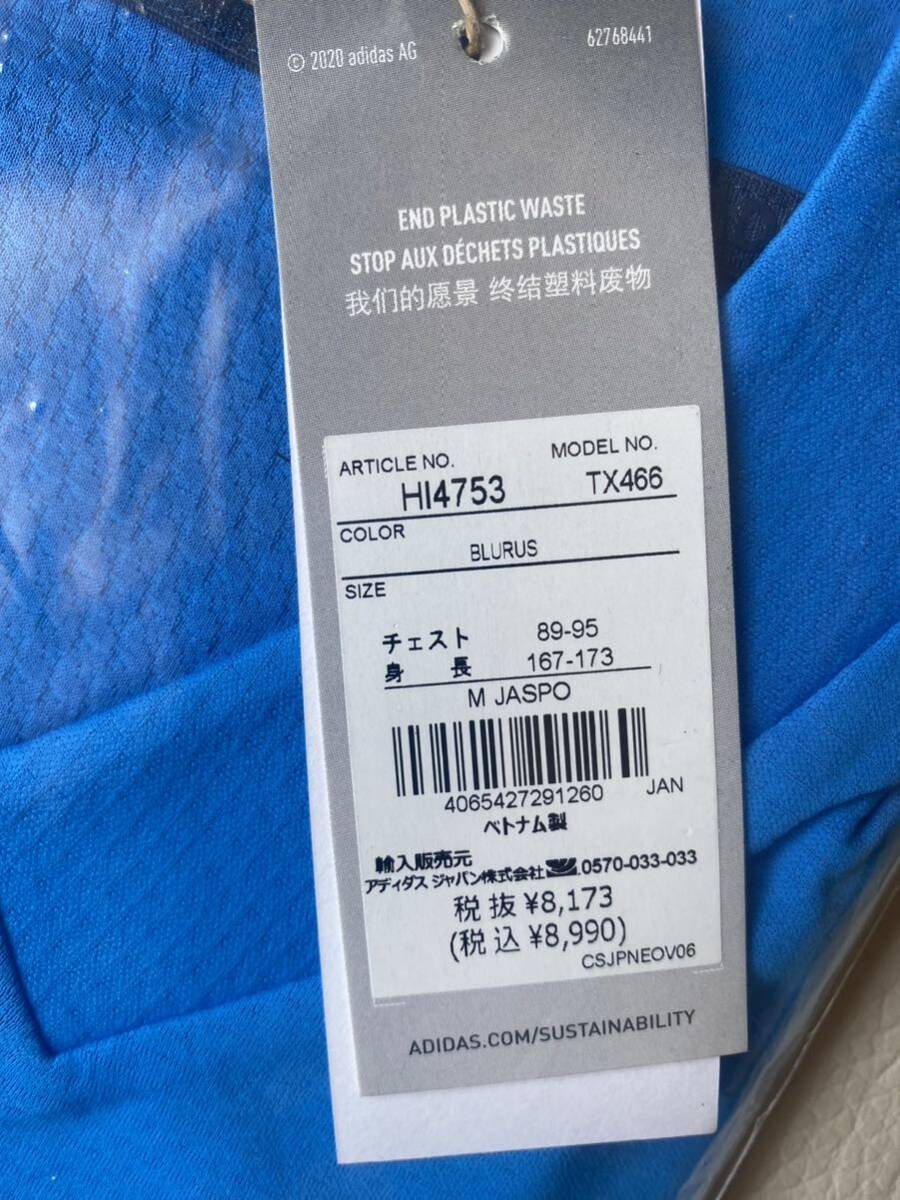 © 2020 adidas AG 62768441
END PLASTIC WASTE
STOP AUX DÉCHETS PLASTIQUES
我们的愿景 终结塑料废物
ARTICLE NO. MODEL NO.
HI4753 TX466
COLOR
BLURUS
SIZE
チェスト 89-95
身長 167-173
M JASPO
4065427291260 JAN
ベトナム製
輸入販売元
アディダス ジャパン株式会社 0570-033-033
税抜 ¥8,173
(税込 ¥8,990)
CSJPNEOV06
ADIDAS.COM/SUSTAINABILITY